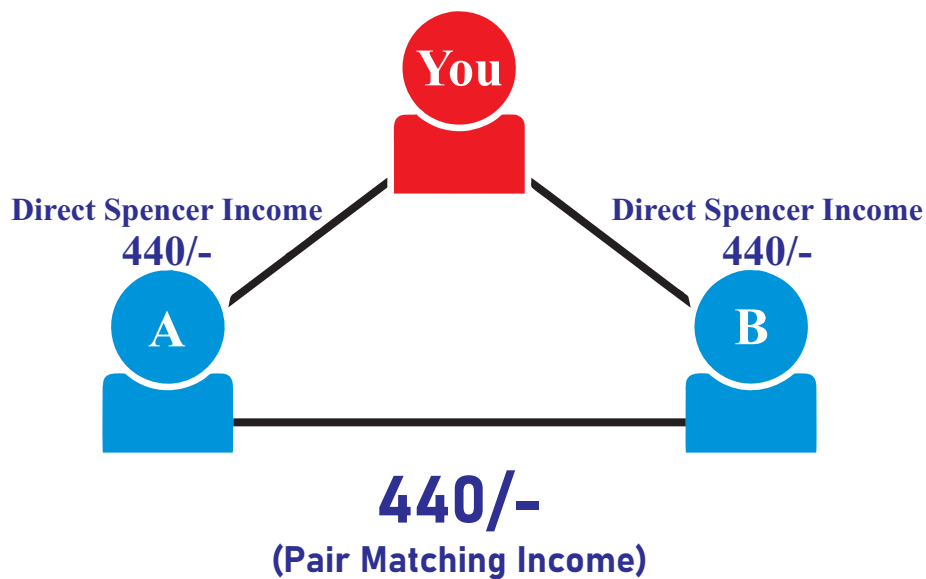 You
Direct Spencer Income
440/-
Direct Spencer Income
440/-
A
B
440/-
(Pair Matching Income)